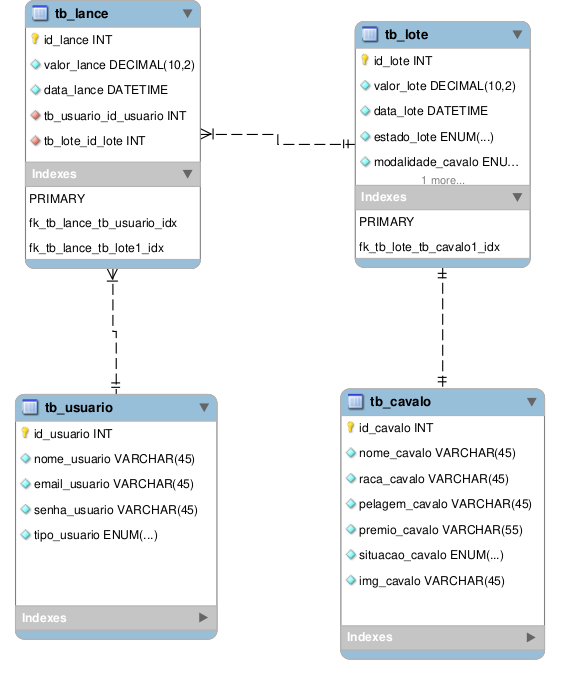 tb_lance
id_lance INT
valor_lance DECIMAL(10,2)
data_lance DATETIME
tb_usuario_id_usuario INT
tb_lote_id_lote INT
Indexes
PRIMARY
fk_tb_lance_tb_usuario_idx
fk_tb_lance_tb_lote1_idx
tb_lote
id_lote INT
valor_lote DECIMAL(10,2)
data_lote DATETIME
estado_lote ENUM(...)
modalidade_cavalo ENU...
1 more...
Indexes
PRIMARY
fk_tb_lote_tb_cavalo1_idx
tb_usuario
id_usuario INT
nome_usuario VARCHAR(45)
email_usuario VARCHAR(45)
senha_usuario VARCHAR(45)
tipo_usuario ENUM(...)
Indexes
tb_cavalo
id_cavalo INT
nome_cavalo VARCHAR(45)
raca_cavalo VARCHAR(45)
pelagem_cavalo VARCHAR(45)
premio_cavalo VARCHAR(55)
situacao_cavalo ENUM(...)
img_cavalo VARCHAR(45)
Indexes